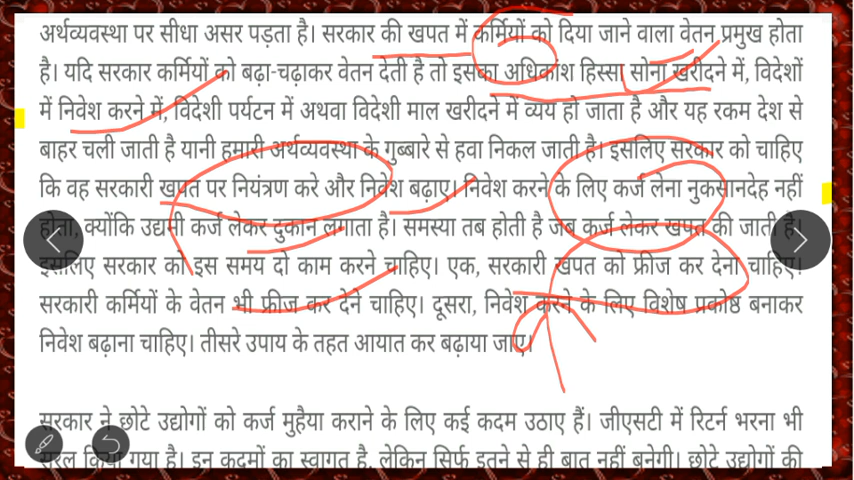 अर्थव्यवस्था पर सीधा असर पड़ता है। सरकार की खपत में कर्मियों को दिया जाने वाला वेतन प्रमुख होता
है। यदि सरकार कर्मियों को बढ़ा-चढ़ाकर वेतन देती है तो इसका अधिकांश हिस्सा सोना खरीदने में, विदेशों
में निवेश करने में, विदेशी पर्यटन में अथवा विदेशी माल खरीदने में व्यय हो जाता है और यह रकम देश से
बाहर चली जाती है यानी हमारी अर्थव्यवस्था के गुब्बारे से हवा निकल जाती है। इसलिए सरकार को चाहिए
कि वह सरकारी खपत पर नियंत्रण करे और निवेश बढ़ाए। निवेश करने के लिए कर्ज लेना नुकसानदेह नहीं
होता, क्योंकि उद्यमी कर्ज लेकर दुकान लगाता है। समस्या तब होती है जब कर्ज लेकर खपत की जाती है।
इसलिए सरकार को इस समय दो काम करने चाहिए। एक, सरकारी खपत को फ्रीज कर देना चाहिए।
सरकारी कर्मियों के वेतन भी फ्रीज कर देने चाहिए। दूसरा, निवेश करने के लिए विशेष प्रकोष्ठ बनाकर
निवेश बढ़ाना चाहिए। तीसरे उपाय के तहत आयात कर बढ़ाया जाए।
सरकार ने छोटे उद्योगों को कर्ज मुहैया कराने के लिए कई कदम उठाए हैं। जीएसटी में रिटर्न भरना भी
सरल किया गया है। इन कदमों का स्वागत है, लेकिन सिर्फ इतने से ही बात नहीं बनेगी। छोटे उद्योगों की